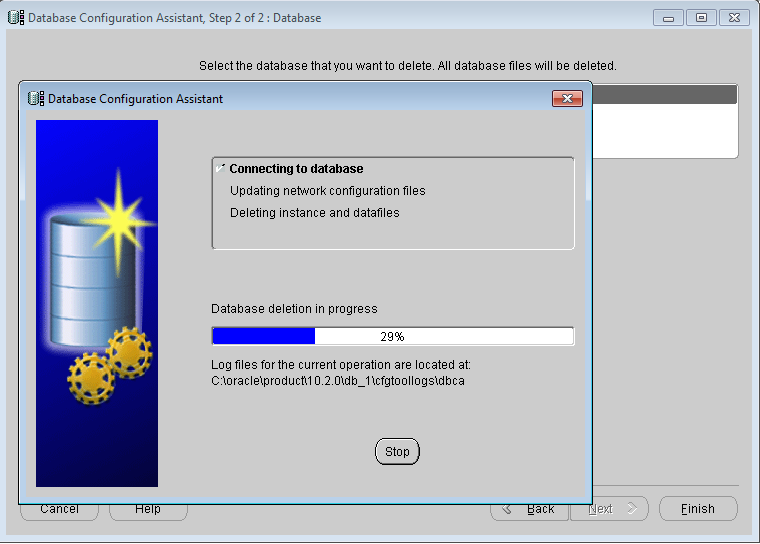 Database Configuration Assistant, Step 2 of 2 : Database
Select the database that you want to delete. All database files will be deleted.
Database Configuration Assistant
Connecting to database
Updating network configuration files
Deleting instance and datafiles
Database deletion in progress
29%
Log files for the current operation are located at:
C:\oracle\product\10.2.0\db_1\cfgtoollogs\dbca
Stop
Cancel
Help
Back
Next
Finish